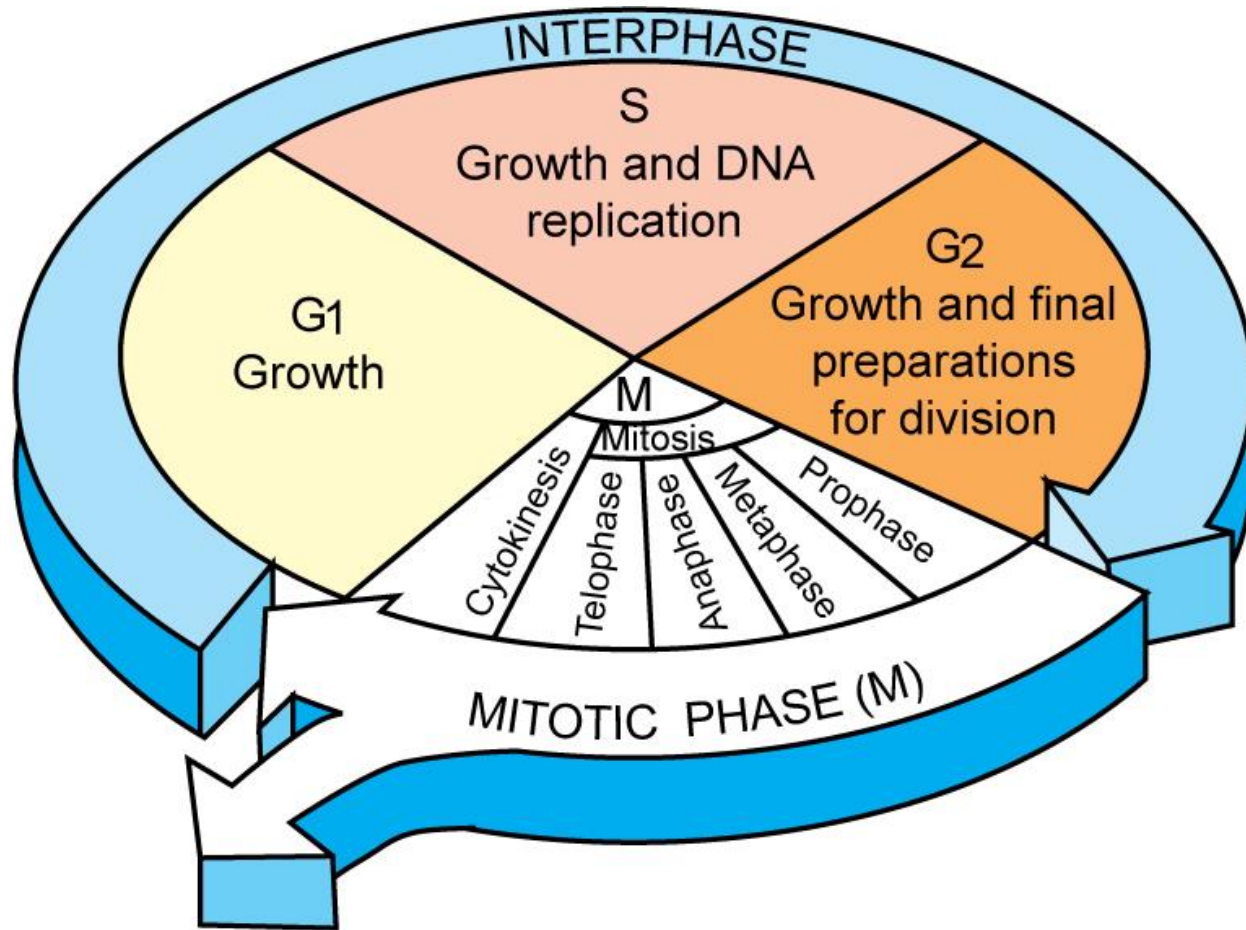 INTERPHASE
S
Growth and DNA
replication
G1
Growth
G2
Growth and final
preparations
for division
M
Mitosis
Cytokinesis
Telophase
Anaphase
Metaphase
Prophase
MITOTIC PHASE (M)